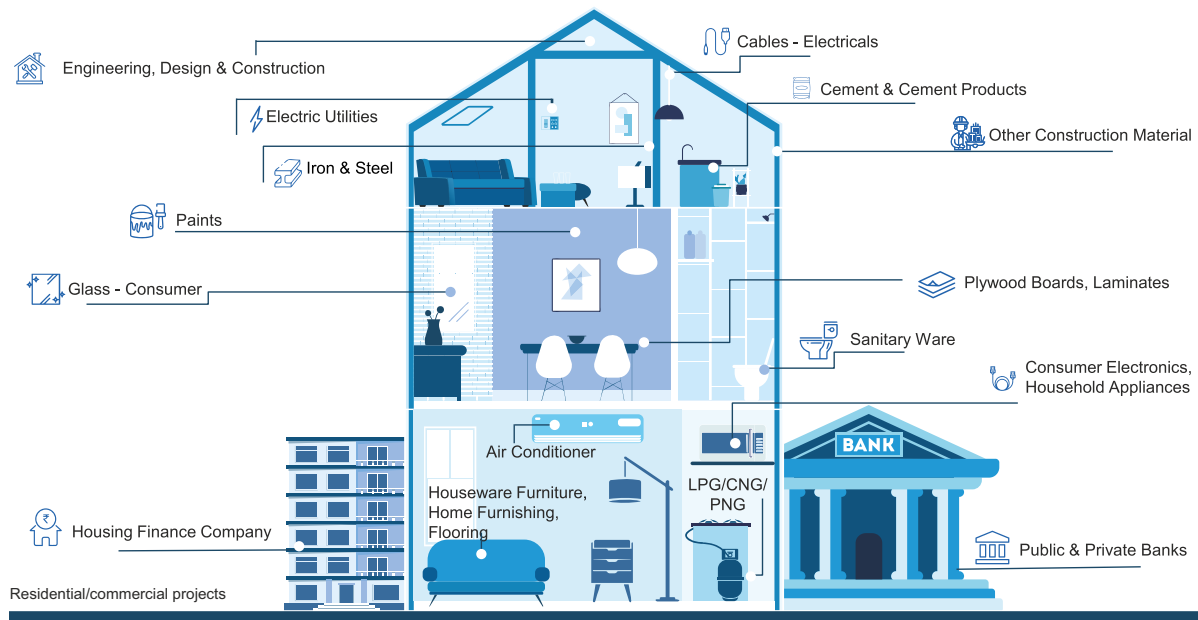 Engineering, Design & Construction
Cables - Electricals
Cement & Cement Products
Electric Utilities
Other Construction Material
Iron & Steel
Paints
Glass - Consumer
Plywood Boards, Laminates
Sanitary Ware
Consumer Electronics,
Household Appliances
BANK
Air Conditioner
LPG/CNG/
PNG
Houseware Furniture,
Home Furnishing,
Flooring
₹
Housing Finance Company
Public & Private Banks
Residential/commercial projects